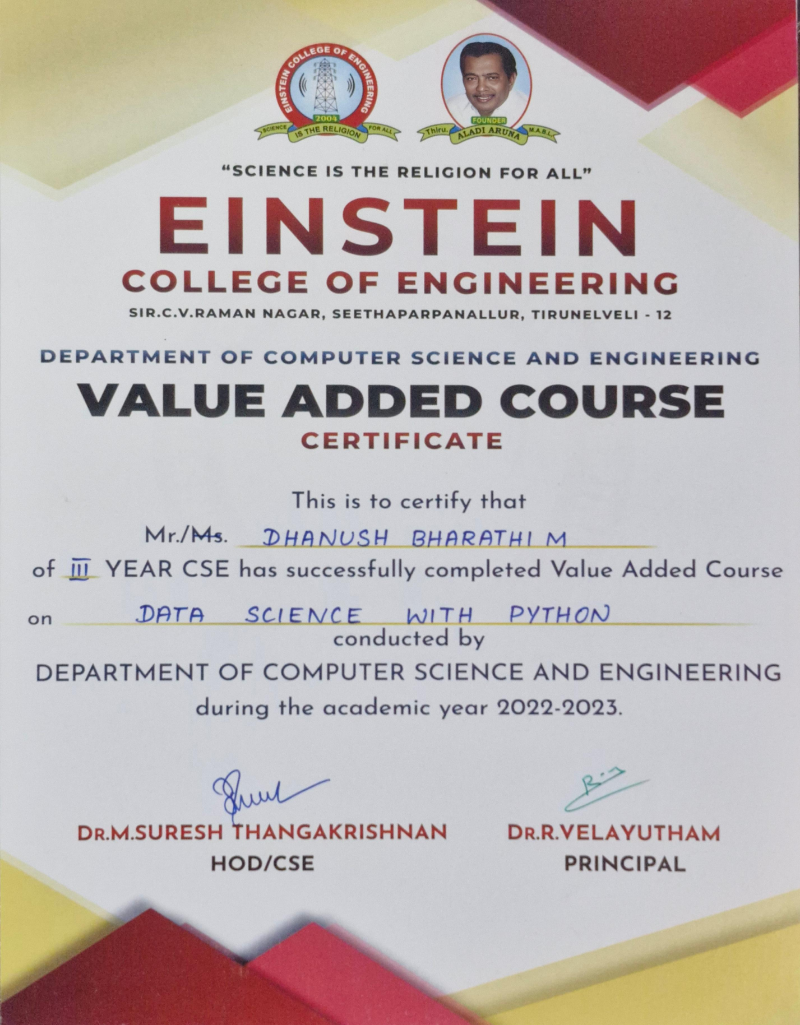 EINSTEIN COLLEGE OF ENGINEERING
2004
SCIENCE IS THE RELIGION FOR ALL
FOUNDER
Thiru. ALADI ARUNA M.A.B.L.
“SCIENCE IS THE RELIGION FOR ALL”
EINSTEIN
COLLEGE OF ENGINEERING
SIR.C.V.RAMAN NAGAR, SEETHAPARPANALLUR, TIRUNELVELI - 12
DEPARTMENT OF COMPUTER SCIENCE AND ENGINEERING
VALUE ADDED COURSE
CERTIFICATE
This is to certify that
Mr./Ms. DHANUSH BHARATHI M
of III YEAR CSE has successfully completed Value Added Course
on DATA SCIENCE WITH PYTHON
conducted by
DEPARTMENT OF COMPUTER SCIENCE AND ENGINEERING
during the academic year 2022-2023.
DR.M.SURESH THANGAKRISHNAN DR.R.VELAYUTHAM
HOD/CSE PRINCIPAL